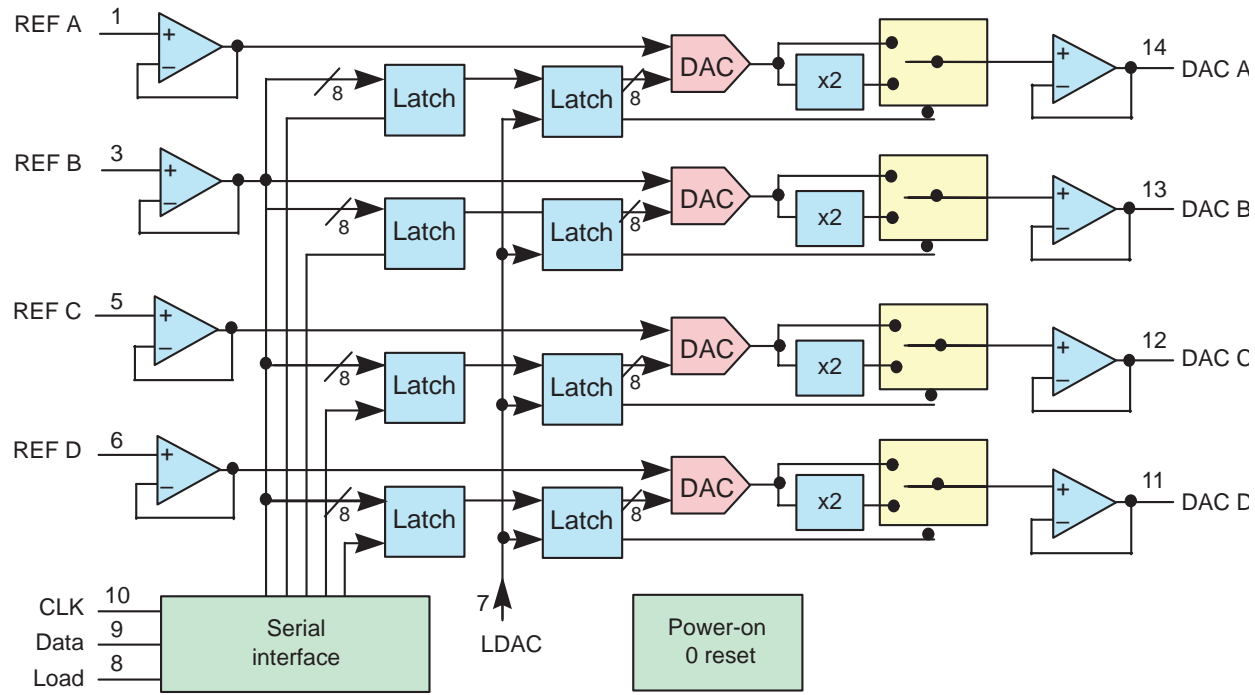 REF A 1
+
−
8
Latch
Latch
8
DAC
x2
+
−
14
DAC A
REF B 3
+
−
8
Latch
Latch
8
DAC
x2
+
−
13
DAC B
REF C 5
+
−
8
Latch
Latch
8
DAC
x2
+
−
12
DAC C
REF D 6
+
−
8
Latch
Latch
8
DAC
x2
+
−
11
DAC D
CLK 10
Data 9
Load 8
Serial
interface
7
LDAC
Power-on
0 reset